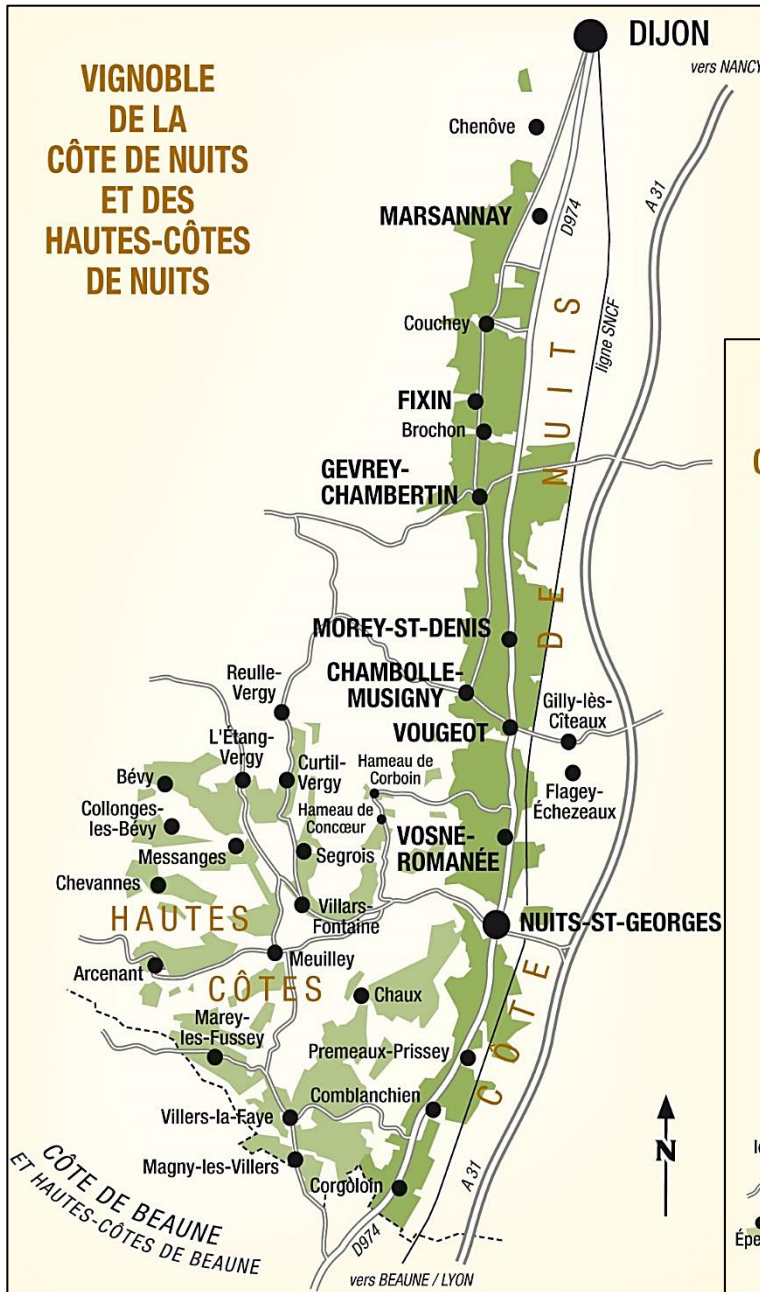 VIGNOBLE
DE LA
CÔTE DE NUITS
ET DES
HAUTES-CÔTES
DE NUITS
DIJON
vers NANCY
Chenôve
MARSANNAY
D974
A 31
ligne SNCF
Couchey
FIXIN
Brochon
GEVREY-
CHAMBERTIN
MOREY-ST-DENIS
CHAMBOLLE-
MUSIGNY
Reulle-
Vergy
Gilly-lès-
Cîteaux
VOUGEOT
L'Étang-
Vergy
Curtil-
Vergy
Hameau de
Corboin
Bévy
Flagey-
Échezeaux
Collonges-
les-Bévy
Hameau de
Concœur
VOSNE-
ROMANÉE
Messanges
Segrois
Chevannes
Villars-
Fontaine
NUITS-ST-GEORGES
HAUTES
CÔTES
Meuilley
Arcenant
Chaux
Marey-
les-Fussey
Premeaux-Prissey
CÔTE DE NUITS
Comblanchien
Villers-la-Faye
Magny-les-Villers
Corgoloin
N
CÔTE DE BEAUNE
ET HAUTES-CÔTES DE BEAUNE
D974
A 31
vers BEAUNE / LYON